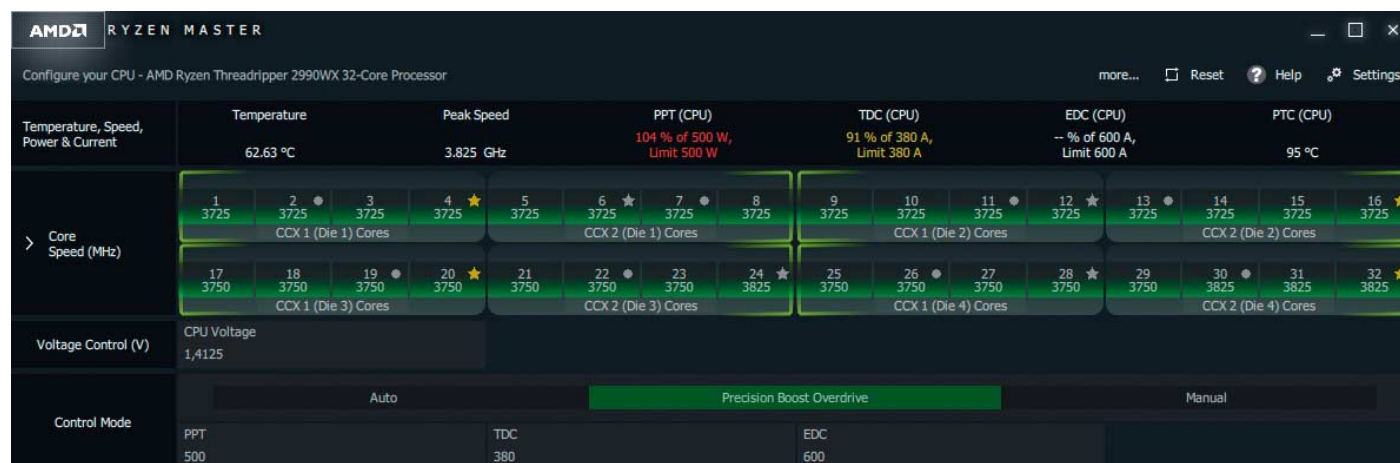 AMD RYZEN MASTER
Configure your CPU - AMD Ryzen Threadripper 2990WX 32-Core Processor
more... Reset ? Help Settings
Temperature, Speed,
Power & Current
Temperature
62.63 °C
Peak Speed
3.825 GHz
PPT (CPU)
104 % of 500 W,
Limit 500 W
TDC (CPU)
91 % of 380 A,
Limit 380 A
EDC (CPU)
-- % of 600 A,
Limit 600 A
PTC (CPU)
95 °C
Core
Speed (MHz)
1 2 3 4 5 6 7 8 9 10 11 12 13 14 15 16
3725 3725 3725 3725 3725 3725 3725 3725 3725 3725 3725 3725 3725 3725 3725 3725
CCX 1 (Die 1) Cores CCX 2 (Die 1) Cores CCX 1 (Die 2) Cores CCX 2 (Die 2) Cores
17 18 19 20 21 22 23 24 25 26 27 28 29 30 31 32
3750 3750 3750 3750 3750 3750 3750 3825 3750 3750 3750 3750 3750 3825 3825 3825
CCX 1 (Die 3) Cores CCX 2 (Die 3) Cores CCX 1 (Die 4) Cores CCX 2 (Die 4) Cores
Voltage Control (V)
CPU Voltage
1,4125
Control Mode
Auto Precision Boost Overdrive Manual
PPT TDC EDC
500 380 600